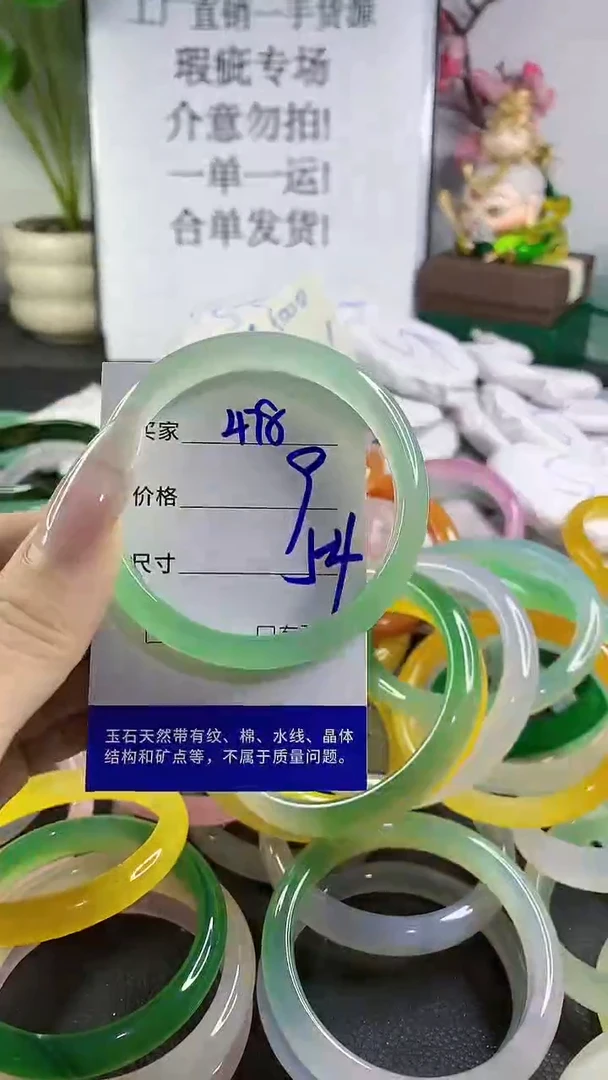 工厂直销一手货源
瑕疵专场
介意勿拍!
一单一运!
合单发货!
买家 478
价格 9
尺寸 54
玉石天然带有纹、棉、水线、晶体
结构和矿点等，不属于质量问题。